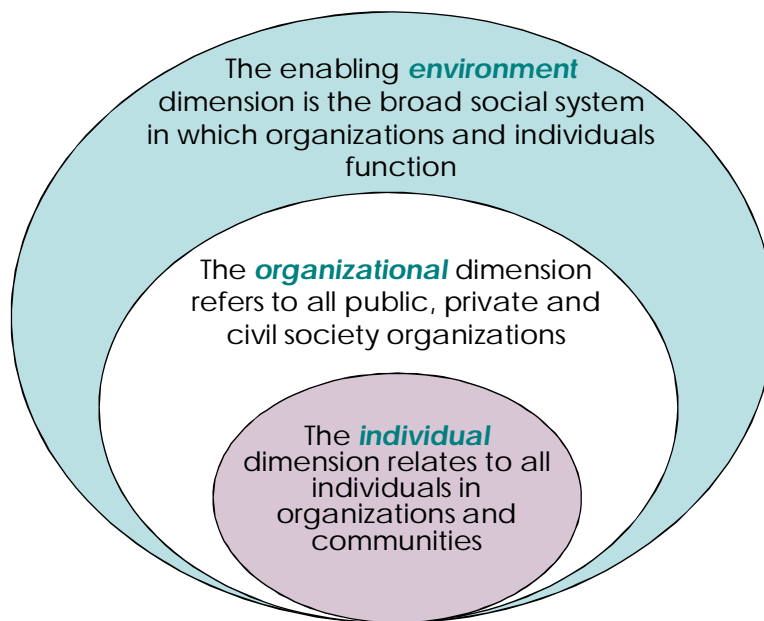 The enabling environment
dimension is the broad social system
in which organizations and individuals
function
The organizational dimension
refers to all public, private and
civil society organizations
The individual
dimension relates to all
individuals in
organizations and
communities